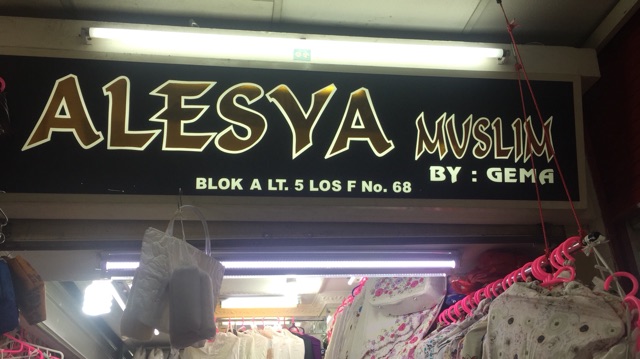 ALESYA MUSLIM
BY : GEMA
BLOK A LT. 5 LOS F No. 68